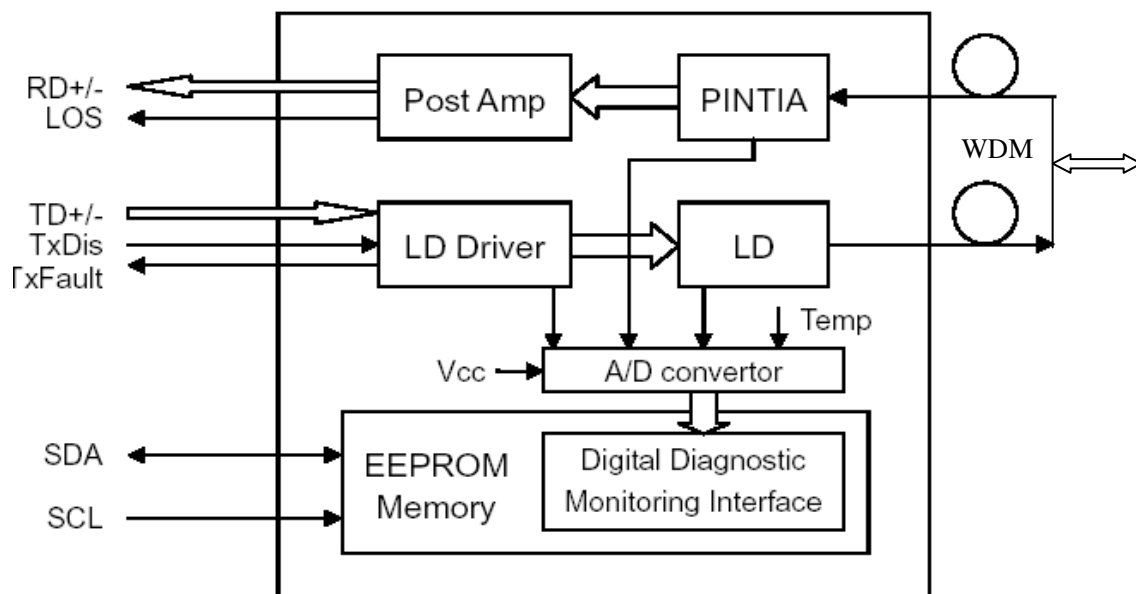 RD+/-
LOS
Post Amp
PINTIA
WDM
TD+/-
TxDis
TxFault
LD Driver
LD
Temp
Vcc
A/D convertor
SDA
SCL
EEPROM
Memory
Digital Diagnostic
Monitoring Interface